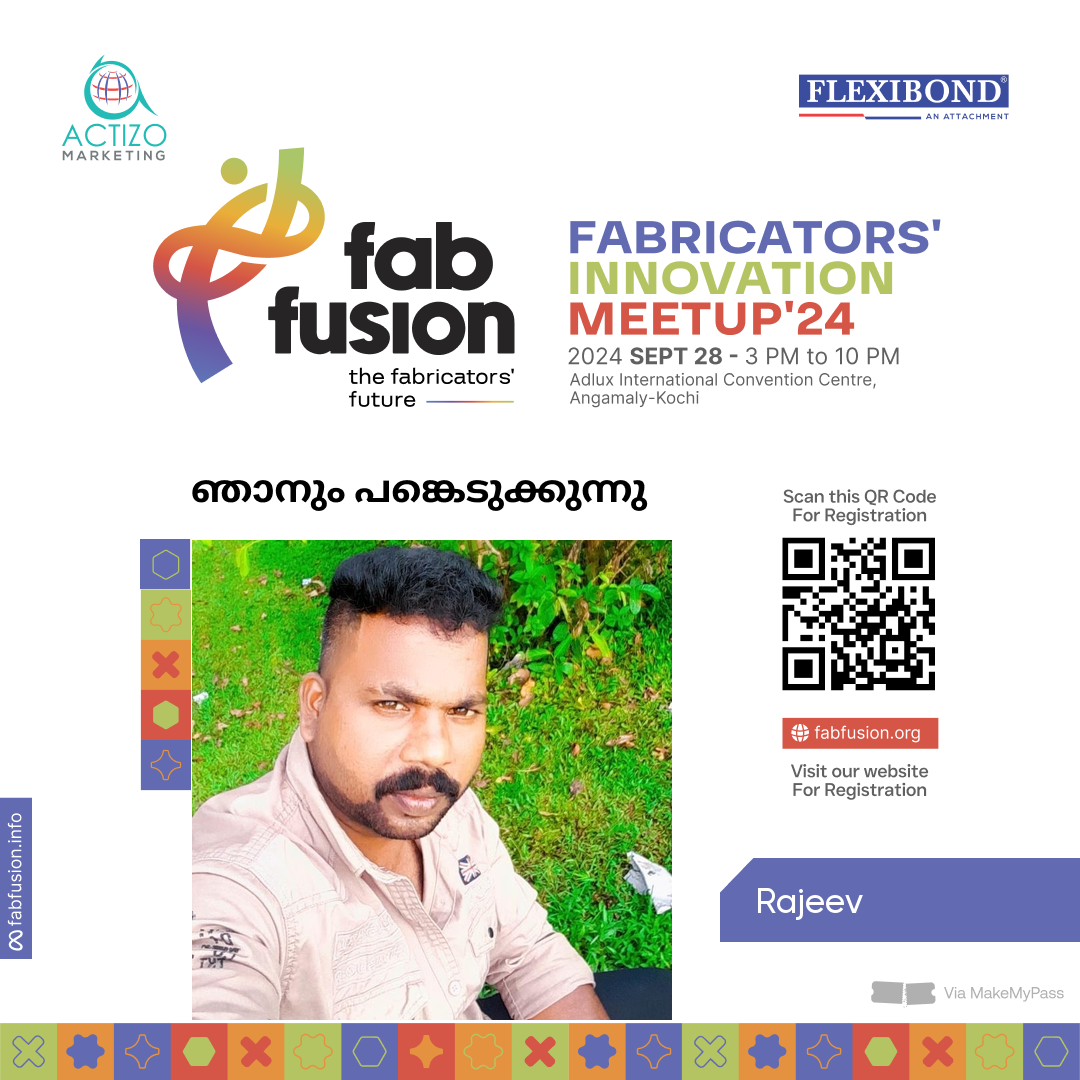 ACTIZO
MARKETING
FLEXIBOND®
AN ATTACHMENT
fab
fusion
the fabricators'
future
FABRICATORS'
INNOVATION
MEETUP'24
2024 SEPT 28 - 3 PM to 10 PM
Adlux International Convention Centre,
Angamaly-Kochi
ഞാനും പങ്കെടുക്കുന്നു
Scan this QR Code
For Registration
fabfusion.org
Visit our website
For Registration
fabfusion.info
Rajeev
Via MakeMyPass